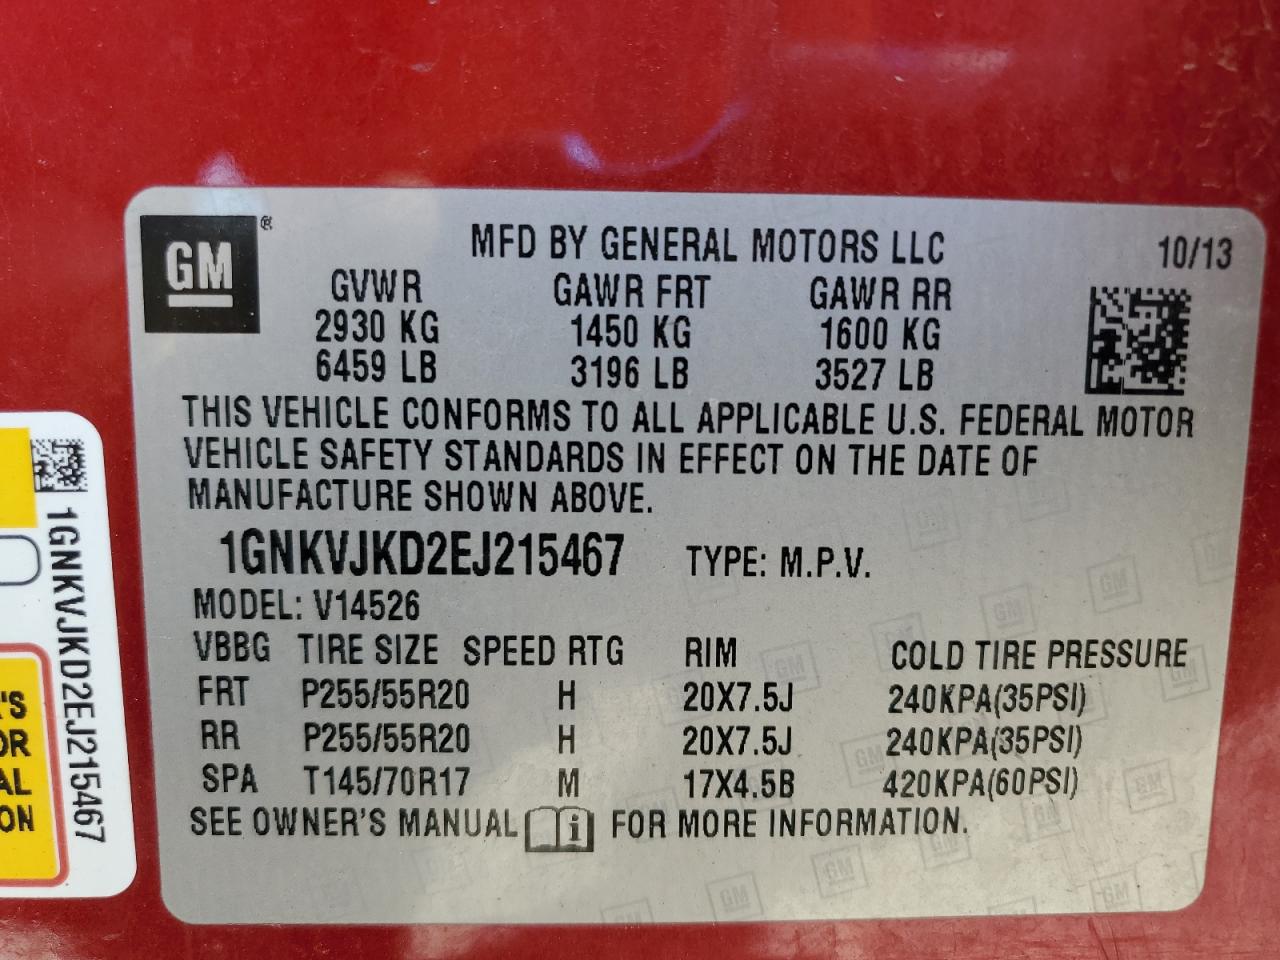 GM ®
MFD BY GENERAL MOTORS LLC 10/13
GVWR GAWR FRT GAWR RR
2930 KG 1450 KG 1600 KG
6459 LB 3196 LB 3527 LB
THIS VEHICLE CONFORMS TO ALL APPLICABLE U.S. FEDERAL MOTOR
VEHICLE SAFETY STANDARDS IN EFFECT ON THE DATE OF
MANUFACTURE SHOWN ABOVE.
1GNKVJKD2EJ215467 TYPE: M.P.V.
MODEL: V14526
VBBG TIRE SIZE SPEED RTG RIM COLD TIRE PRESSURE
FRT P255/55R20 H 20X7.5J 240KPA(35PSI)
RR P255/55R20 H 20X7.5J 240KPA(35PSI)
SPA T145/70R17 M 17X4.5B 420KPA(60PSI)
SEE OWNER'S MANUAL i FOR MORE INFORMATION.
1GNKVJKD2EJ215467
'S
OR
AL
ON